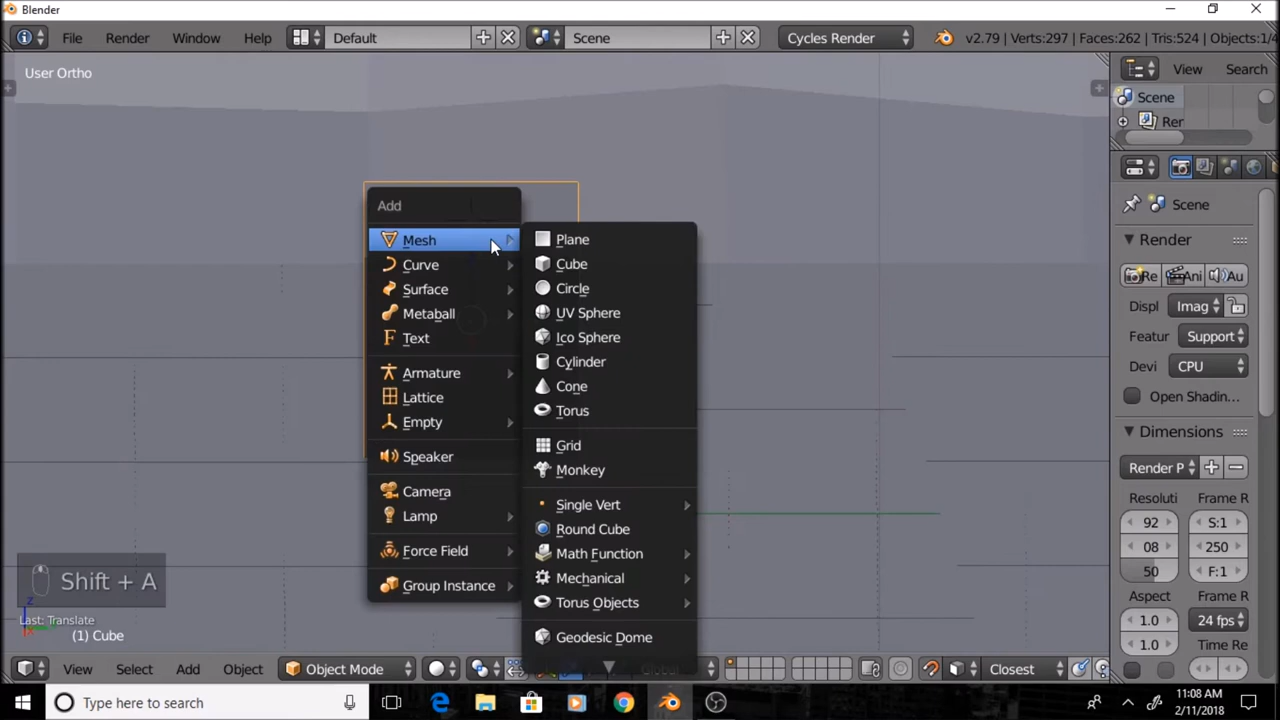 Blender
File Render Window Help Default Scene Cycles Render v2.79 | Verts:297 | Faces:262 | Tris:524 | Objects:1/4
User Ortho
View Search
Scene
Rer
Scene
Render
Re Ani Au
Displ Imag
Featur Support
Devi CPU
Open Shadin...
Dimensions
Render P
Resoluti Frame R
92 S:1
08 250
50 F:1
Aspect Frame R
1.0 24 fps
1.0 Time Re
Add
Mesh
Curve
Surface
Metaball
Text
Armature
Lattice
Empty
Speaker
Camera
Lamp
Force Field
Group Instance
Plane
Cube
Circle
UV Sphere
Ico Sphere
Cylinder
Cone
Torus
Grid
Monkey
Single Vert
Round Cube
Math Function
Mechanical
Torus Objects
Geodesic Dome
Shift + A
z
Last: Translate
(1) Cube
View Select Add Object Object Mode Global Closest
Type here to search
11:08 AM
2/11/2018